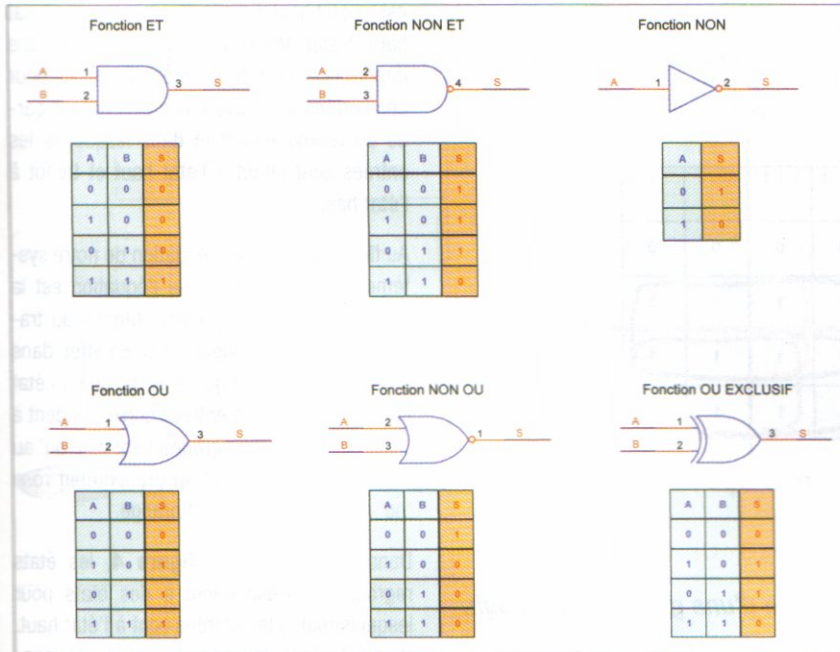 Fonction ET
A 1
B 2
3 S
A B S
0 0 0
1 0 0
0 1 0
1 1 1
Fonction NON ET
A 2
B 3
4 S
A B S
0 0 1
1 0 1
0 1 1
1 1 0
Fonction NON
A 1 2 S
A S
0 1
1 0
Fonction OU
A 1
B 2
3 S
A B S
0 0 0
1 0 1
0 1 1
1 1 1
Fonction NON OU
A 2
B 3
1 S
A B S
0 0 1
1 0 0
0 1 0
1 1 0
Fonction OU EXCLUSIF
A 1
B 2
3 S
A B S
0 0 0
1 0 1
0 1 1
1 1 0